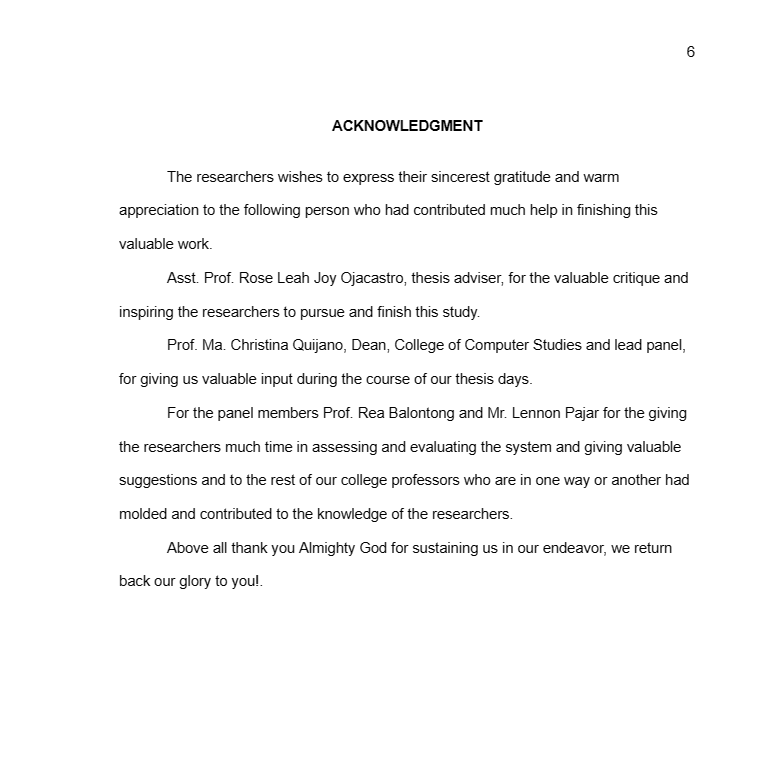 6
ACKNOWLEDGMENT
The researchers wishes to express their sincerest gratitude and warm
appreciation to the following person who had contributed much help in finishing this
valuable work.
Asst. Prof. Rose Leah Joy Ojacastro, thesis adviser, for the valuable critique and
inspiring the researchers to pursue and finish this study.
Prof. Ma. Christina Quijano, Dean, College of Computer Studies and lead panel,
for giving us valuable input during the course of our thesis days.
For the panel members Prof. Rea Balontong and Mr. Lennon Pajar for the giving
the researchers much time in assessing and evaluating the system and giving valuable
suggestions and to the rest of our college professors who are in one way or another had
molded and contributed to the knowledge of the researchers.
Above all thank you Almighty God for sustaining us in our endeavor, we return
back our glory to you!.